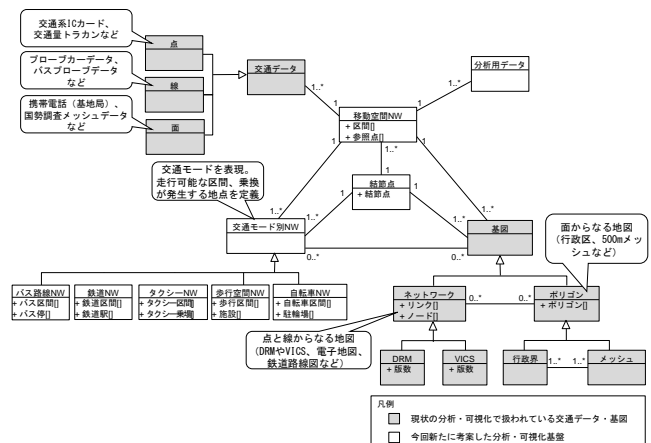 交通系ICカード、
交通量トラカンなど
点
プローブカーデータ、
バスプローブデータ
など
線
携帯電話（基地局）、
国勢調査メッシュデータ
など
面
交通データ
1..*
分析用データ
1..*
1
1
移動空間NW
+ 区間[]
+ 参照点[]
1
1..*
1
交通モードを表現。
走行可能な区間、乗換
が発生する地点を定義
1
結節点
+ 結節点
1
1
1..*
1..*
1..*
1..*
交通モード別NW
基図
0..*
0..*
面からなる地図
（行政区、500mメッ
シュなど）
バス路線NW
+ バス区間[]
+ バス停[]
鉄道NW
+ 鉄道区間[]
+ 鉄道駅[]
タクシーNW
+ タクシー区間[]
+ タクシー乗場[]
歩行空間NW
+ 歩行区間[]
+ 施設[]
自転車NW
+ 自転車区間[]
+ 駐輪場[]
ネットワーク
+ リンク[]
+ ノード[]
0..*
0..*
ポリゴン
+ ポリゴン[]
点と線からなる地図
（DRMやVICS、電子地図、
鉄道路線図など）
DRM
+ 版数
VICS
+ 版数
行政界
1..*
1..*
メッシュ
凡例
現状の分析・可視化で扱われている交通データ・基図
今回新たに考案した分析・可視化基盤